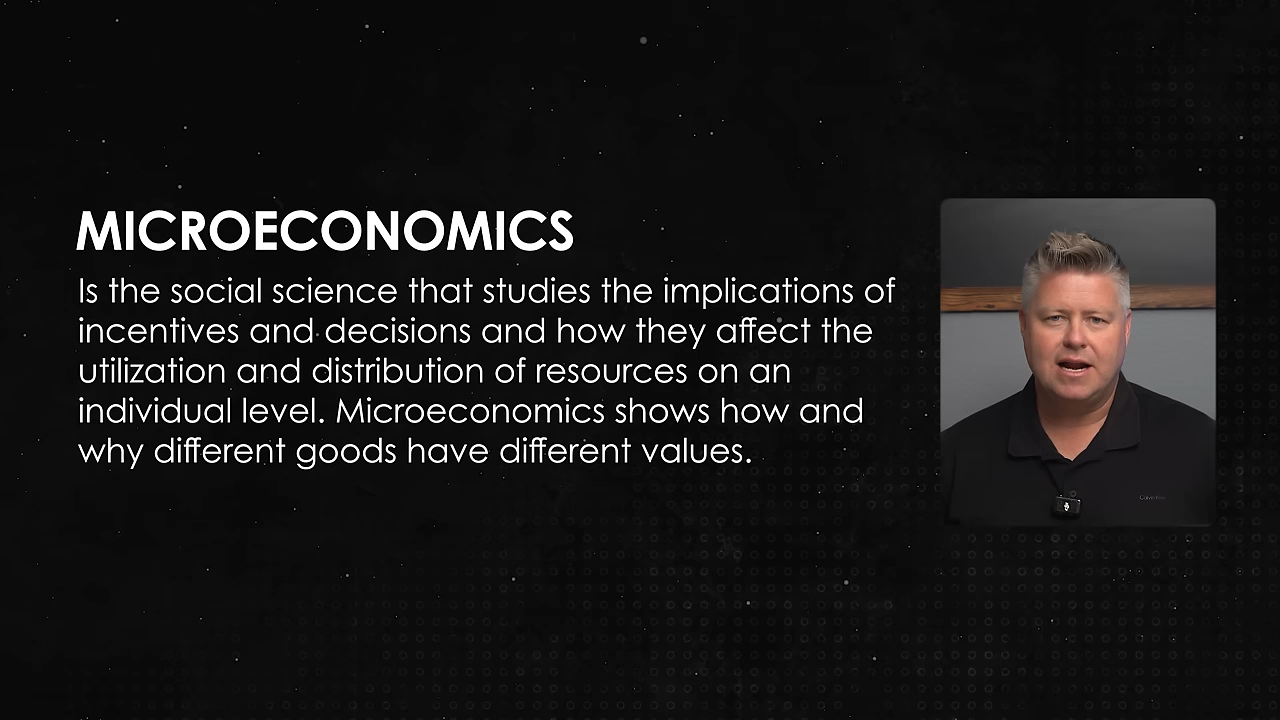 MICROECONOMICS
Is the social science that studies the implications of
incentives and decisions and how they affect the
utilization and distribution of resources on an
individual level. Microeconomics shows how and
why different goods have different values.